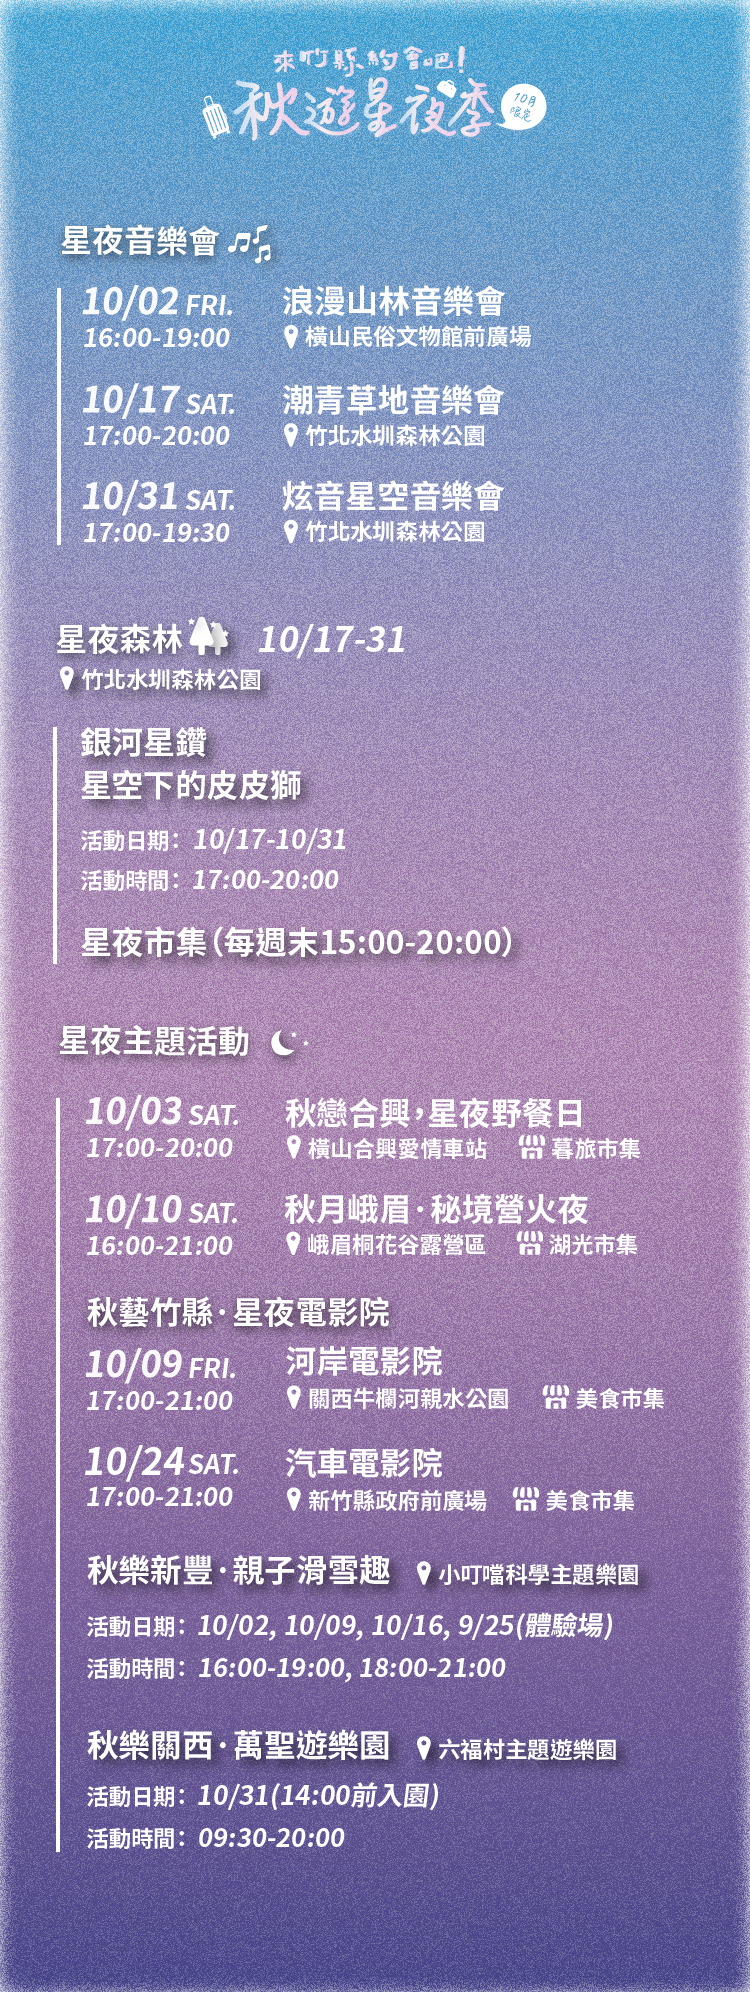 來竹縣約會吧!
秋遊星夜季
10月
限定
星夜音樂會
10/02 FRI. 浪漫山林音樂會
16:00-19:00 橫山民俗文物館前廣場
10/17 SAT. 潮青草地音樂會
17:00-20:00 竹北水圳森林公園
10/31 SAT. 炫音星空音樂會
17:00-19:30 竹北水圳森林公園
星夜森林 10/17-31
竹北水圳森林公園
銀河星鑽
星空下的皮皮獅
活動日期：10/17-10/31
活動時間：17:00-20:00
星夜市集（每週末15:00-20:00）
星夜主題活動
10/03 SAT. 秋戀合興，星夜野餐日
17:00-20:00 橫山合興愛情車站 暮旅市集
10/10 SAT. 秋月峨眉·秘境營火夜
16:00-21:00 峨眉桐花谷露營區 湖光市集
秋藝竹縣·星夜電影院
10/09 FRI. 河岸電影院
17:00-21:00 關西牛欄河親水公園 美食市集
10/24 SAT. 汽車電影院
17:00-21:00 新竹縣政府前廣場 美食市集
秋樂新豐·親子滑雪趣 小叮噹科學主題樂園
活動日期：10/02, 10/09, 10/16, 9/25(體驗場)
活動時間：16:00-19:00, 18:00-21:00
秋樂關西·萬聖遊樂園 六福村主題遊樂園
活動日期：10/31(14:00前入園)
活動時間：09:30-20:00